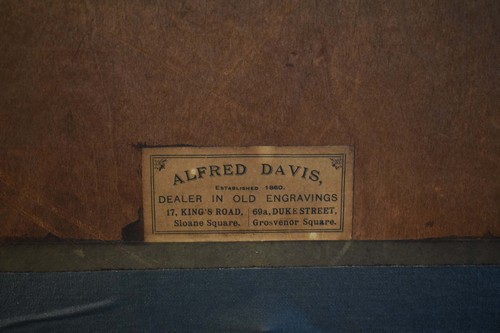 ALFRED DAVIS,
ESTABLISHED 1860.
DEALER IN OLD ENGRAVINGS
17, KING'S ROAD, 69A, DUKE STREET,
Sloane Square. Grosvenor Square.